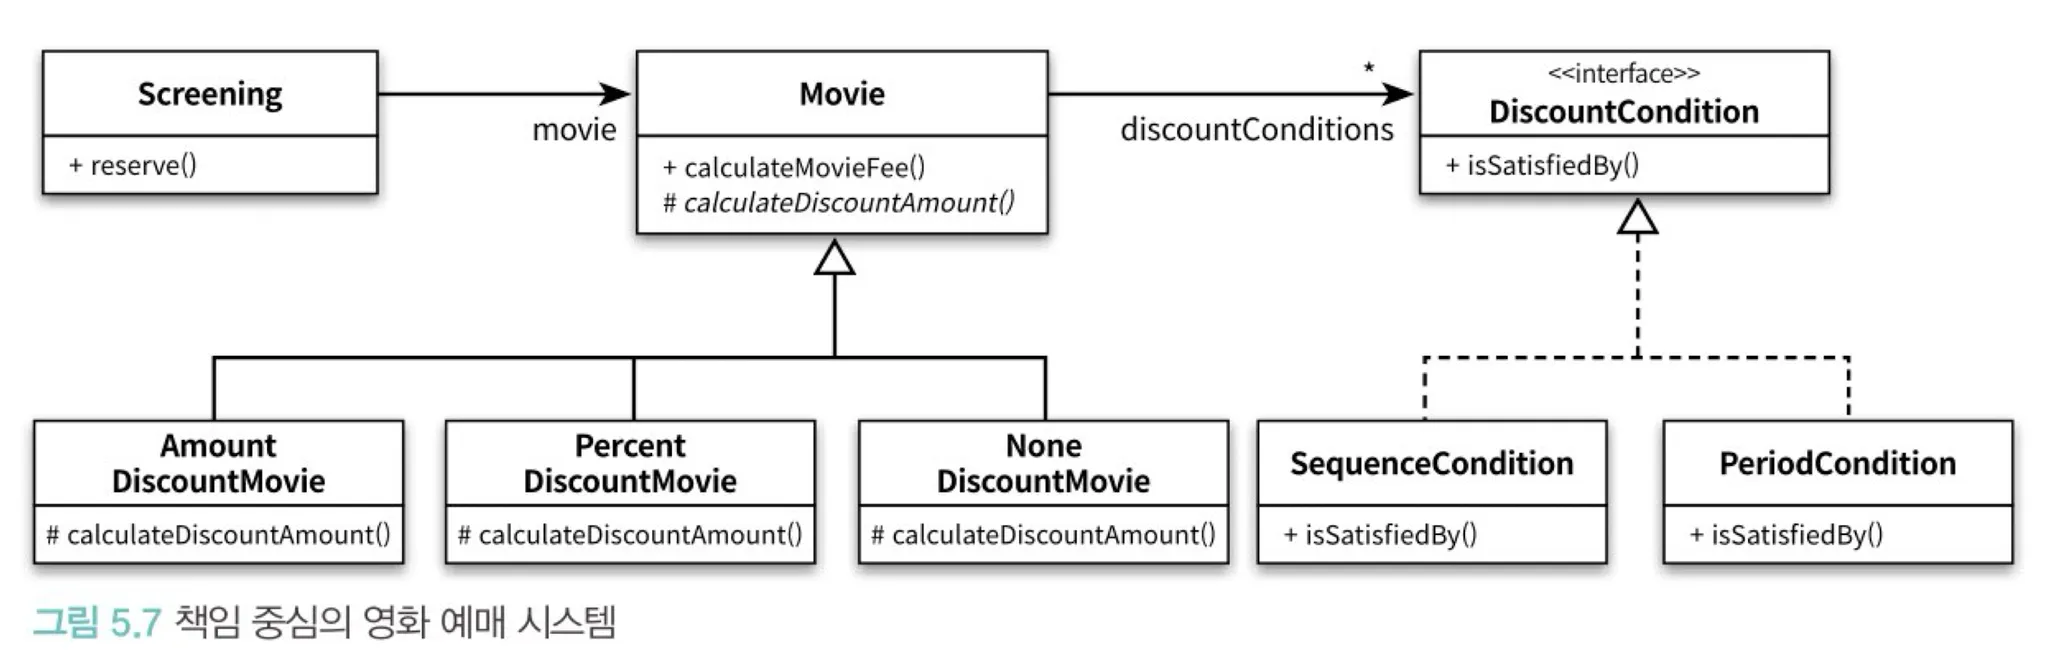 Screening
+ reserve()
movie
Movie
+ calculateMovieFee()
# calculateDiscountAmount()
*
discountConditions
<<interface>>
DiscountCondition
+ isSatisfiedBy()
Amount
DiscountMovie
# calculateDiscountAmount()
Percent
DiscountMovie
# calculateDiscountAmount()
None
DiscountMovie
# calculateDiscountAmount()
SequenceCondition
+ isSatisfiedBy()
PeriodCondition
+ isSatisfiedBy()
그림 5.7 책임 중심의 영화 예매 시스템